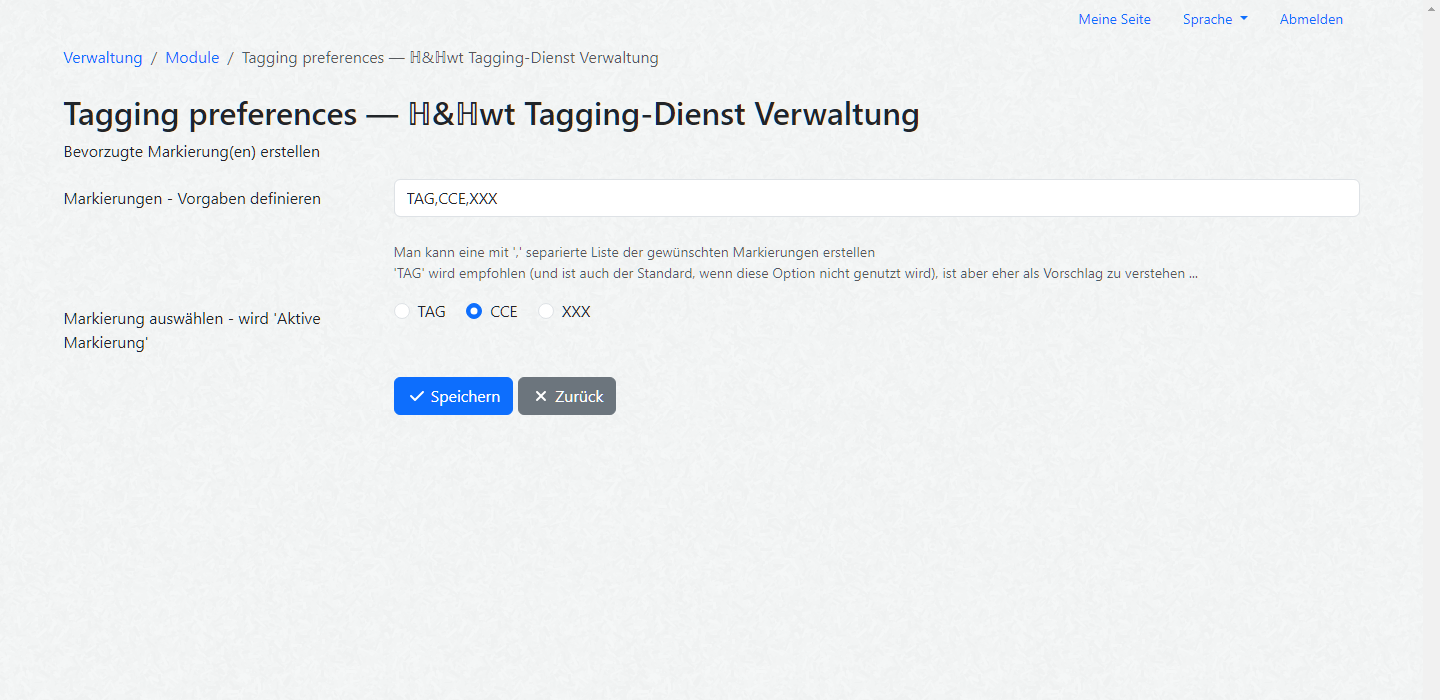 Meine Seite Sprache Abmelden
Verwaltung / Module / Tagging preferences — ℍ&ℍwt Tagging-Dienst Verwaltung
Tagging preferences — ℍ&ℍwt Tagging-Dienst Verwaltung
Bevorzugte Markierung(en) erstellen
Markierungen - Vorgaben definieren
TAG,CCE,XXX
Man kann eine mit ',' separierte Liste der gewünschten Markierungen erstellen
'TAG' wird empfohlen (und ist auch der Standard, wenn diese Option nicht genutzt wird), ist aber eher als Vorschlag zu verstehen ...
Markierung auswählen - wird 'Aktive
Markierung'
TAG CCE XXX
Speichern Zurück